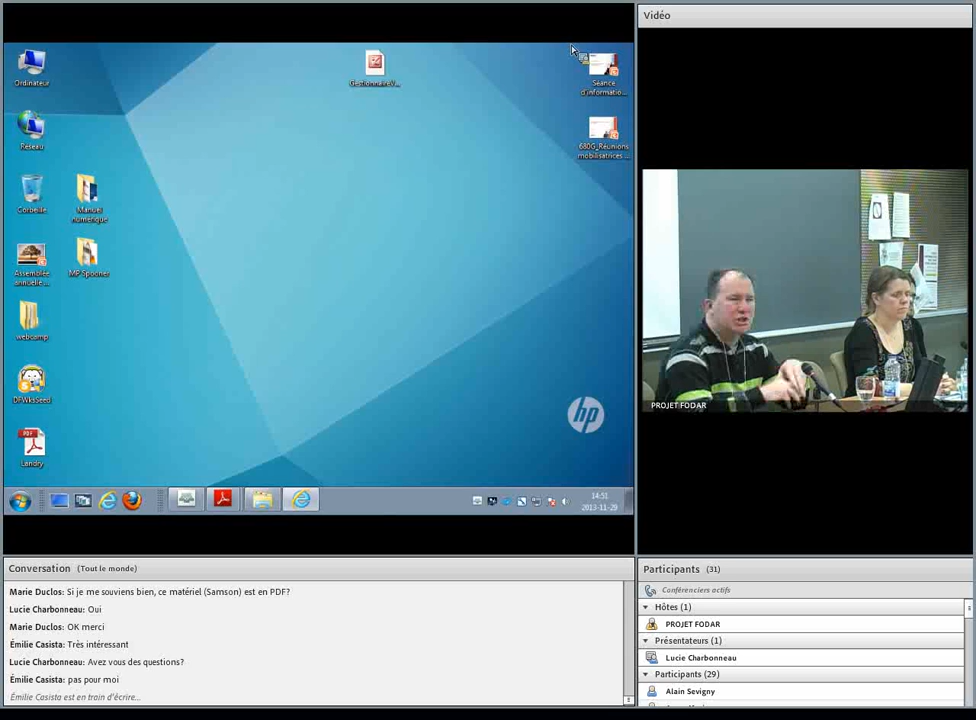 Vidéo
Ordinateur
Réseau
Corbeille
Manuel
numérique
Assemblée
annuelle ...
MP Spooner
webcamp
DFWksSeed
PDF
Landry
GestionnaireV...
Séance
d'informatio...
680G_Réunions
mobilisatrices ...
hp
14:51
2013-11-29
PROJET FODAR
Conversation (Tout le monde)
Marie Duclos: Si je me souviens bien, ce matériel (Samson) est en PDF?
Lucie Charbonneau: Oui
Marie Duclos: OK merci
Émilie Casista: Très intéressant
Lucie Charbonneau: Avez vous des questions?
Émilie Casista: pas pour moi
Émilie Casista est en train d'écrire...
Participants (31)
Conférenciers actifs
Hôtes (1)
PROJET FODAR
Présentateurs (1)
Lucie Charbonneau
Participants (29)
Alain Sevigny